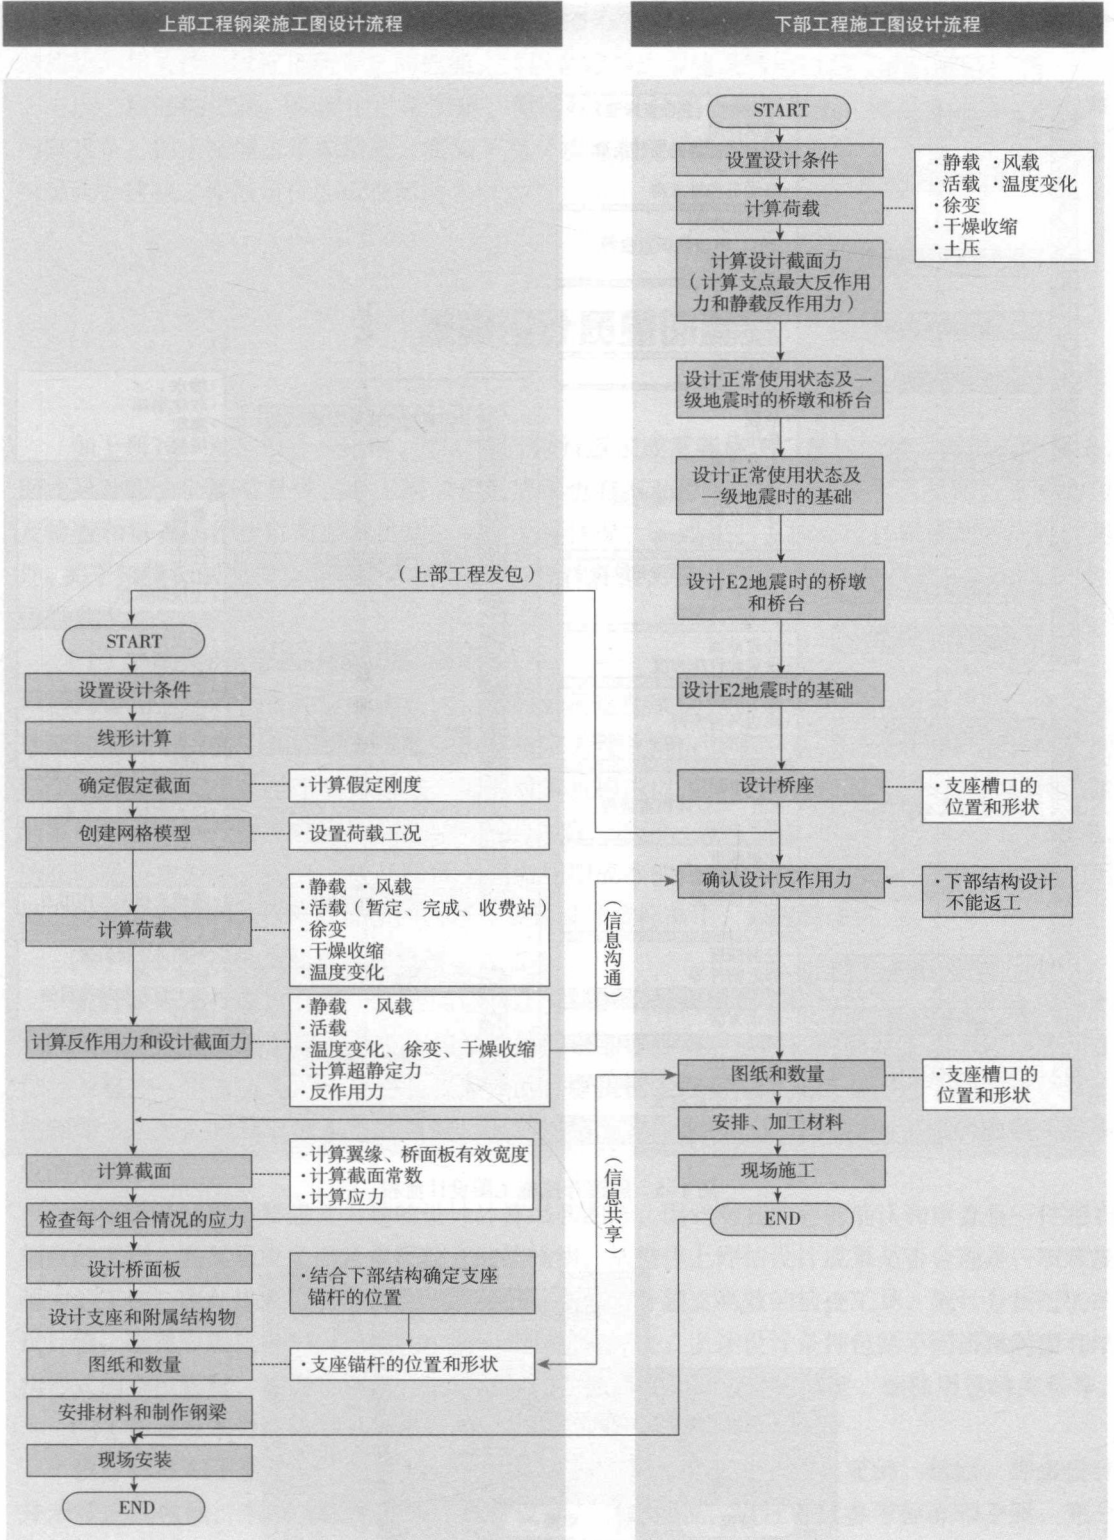 上部工程钢梁施工图设计流程
下部工程施工图设计流程
START
设置设计条件
计算荷载
·静载 ·风载
·活载 ·温度变化
·徐变
·干燥收缩
·土压
计算设计截面力
（计算支点最大反作用
力和静载反作用力）
设计正常使用状态及一
级地震时的桥墩和桥台
设计正常使用状态及
一级地震时的基础
设计E2地震时的桥墩
和桥台
设计E2地震时的基础
设计桥座
·支座槽口的
位置和形状
确认设计反作用力
·下部结构设计
不能返工
图纸和数量
·支座槽口的
位置和形状
安排、加工材料
现场施工
END
（上部工程发包）
START
设置设计条件
线形计算
确定假定截面
·计算假定刚度
创建网格模型
·设置荷载工况
计算荷载
·静载 ·风载
·活载（暂定、完成、收费站）
·徐变
·干燥收缩
·温度变化
计算反作用力和设计截面力
·静载 ·风载
·活载
·温度变化、徐变、干燥收缩
·计算超静定力
·反作用力
（信息沟通）
计算截面
·计算翼缘、桥面板有效宽度
·计算截面常数
·计算应力
检查每个组合情况的应力
（信息共享）
设计桥面板
·结合下部结构确定支座
锚杆的位置
设计支座和附属结构物
图纸和数量
·支座锚杆的位置和形状
安排材料和制作钢梁
现场安装
END